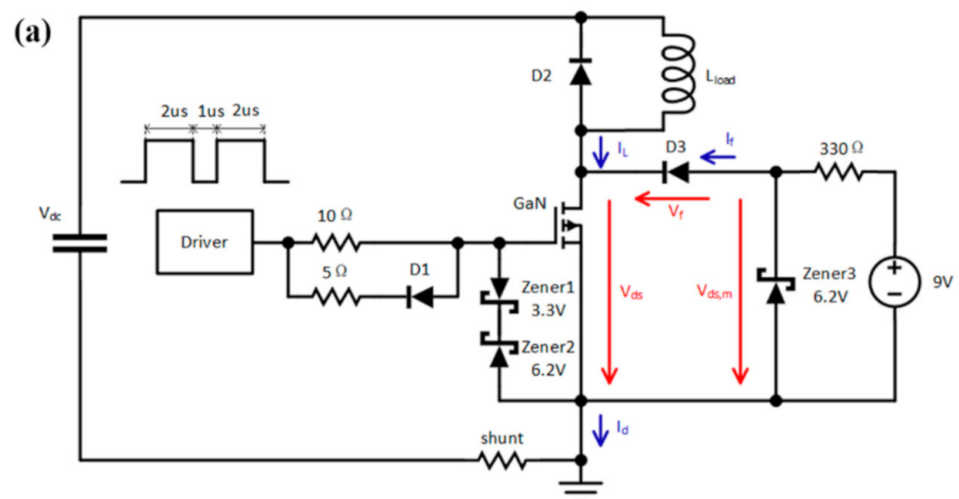 (a)
2us 1us 2us
V_dc
Driver
10 Ω
5 Ω
D1
Zener1
3.3V
Zener2
6.2V
GaN
D2
L_load
I_L
D3
I_f
V_f
330 Ω
V_ds
V_ds,m
Zener3
6.2V
+
−
9V
shunt
I_d